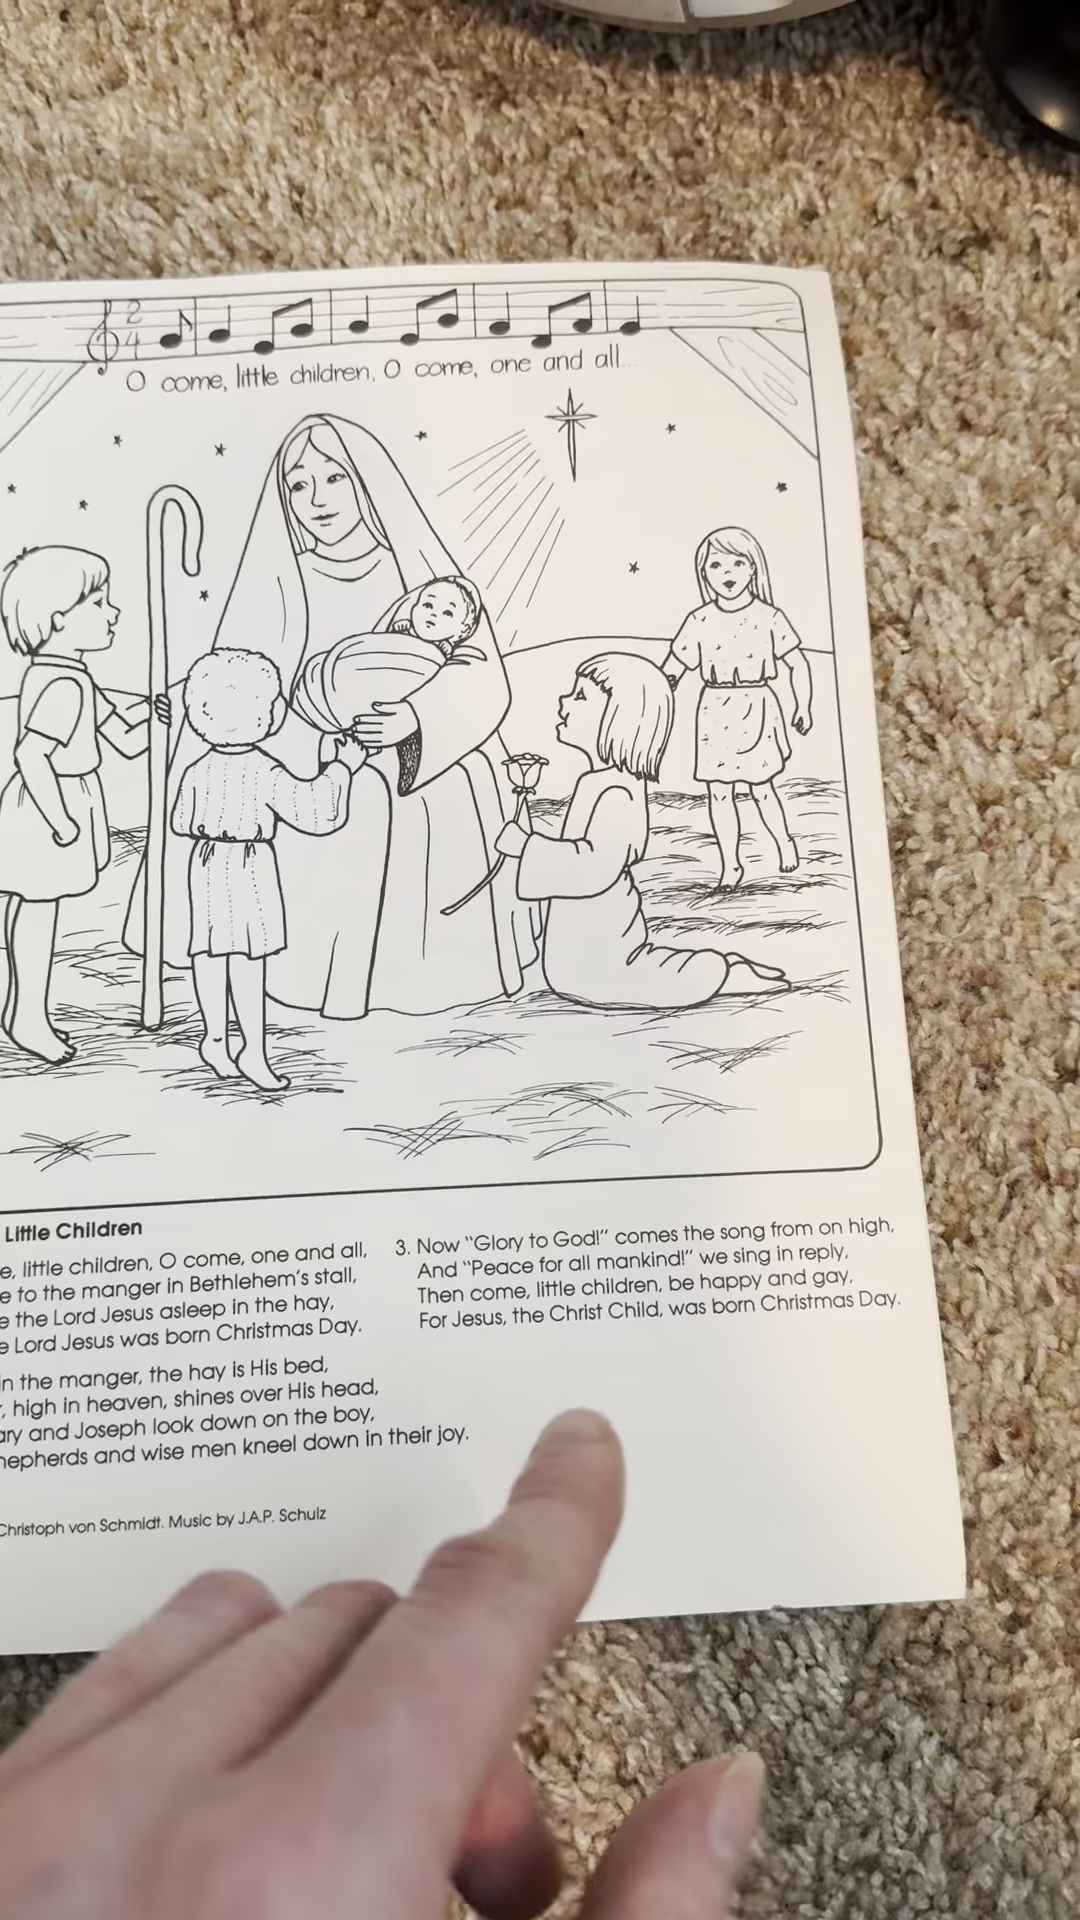 2
4
O come, little children, O come, one and all...
Little Children
e, little children, O come, one and all,
e to the manger in Bethlehem's stall,
e the Lord Jesus asleep in the hay,
e Lord Jesus was born Christmas Day.
in the manger, the hay is His bed,
, high in heaven, shines over His head,
ary and Joseph look down on the boy,
hepherds and wise men kneel down in their joy.
3. Now "Glory to God!" comes the song from on high,
And "Peace for all mankind!" we sing in reply,
Then come, little children, be happy and gay,
For Jesus, the Christ Child, was born Christmas Day.
Christoph von Schmidt. Music by J.A.P. Schulz